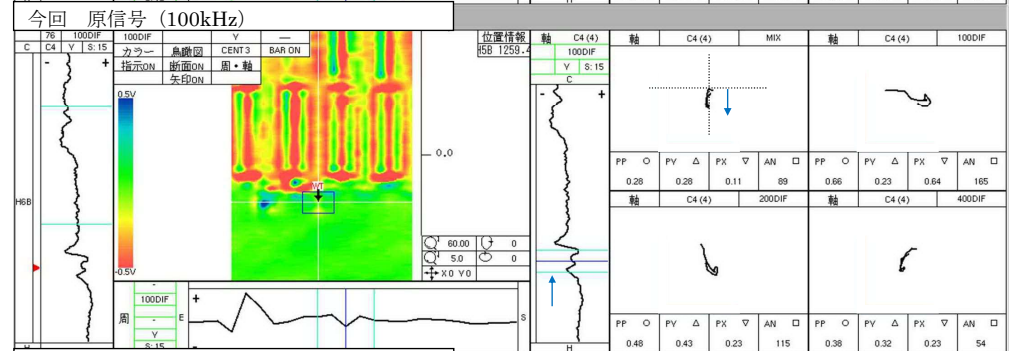 今回 原信号（100kHz）
76 100DIF
C C4 Y S:15
- +
H6B
H
100DIF Y —
カラー 鳥瞰図 CENT3 BAR ON
指示ON 断面ON 周・軸
矢印ON
0.5V
-0.5V
WT
0.0
位置情報
H5B 1259.4
60.00 0
5.0 0
X0 Y0
-
100DIF
周 -
Y
S:15
+
E S
-
軸 C4(4)
100DIF
Y S:15
C
- +
H
軸 C4(4) MIX
PP ○ PY △ PX ▽ AN □
0.28 0.28 0.11 89
軸 C4(4) 100DIF
PP ○ PY △ PX ▽ AN □
0.66 0.23 0.64 165
軸 C4(4) 200DIF
PP ○ PY △ PX ▽ AN □
0.48 0.43 0.23 115
軸 C4(4) 400DIF
PP ○ PY △ PX ▽ AN □
0.38 0.32 0.23 54